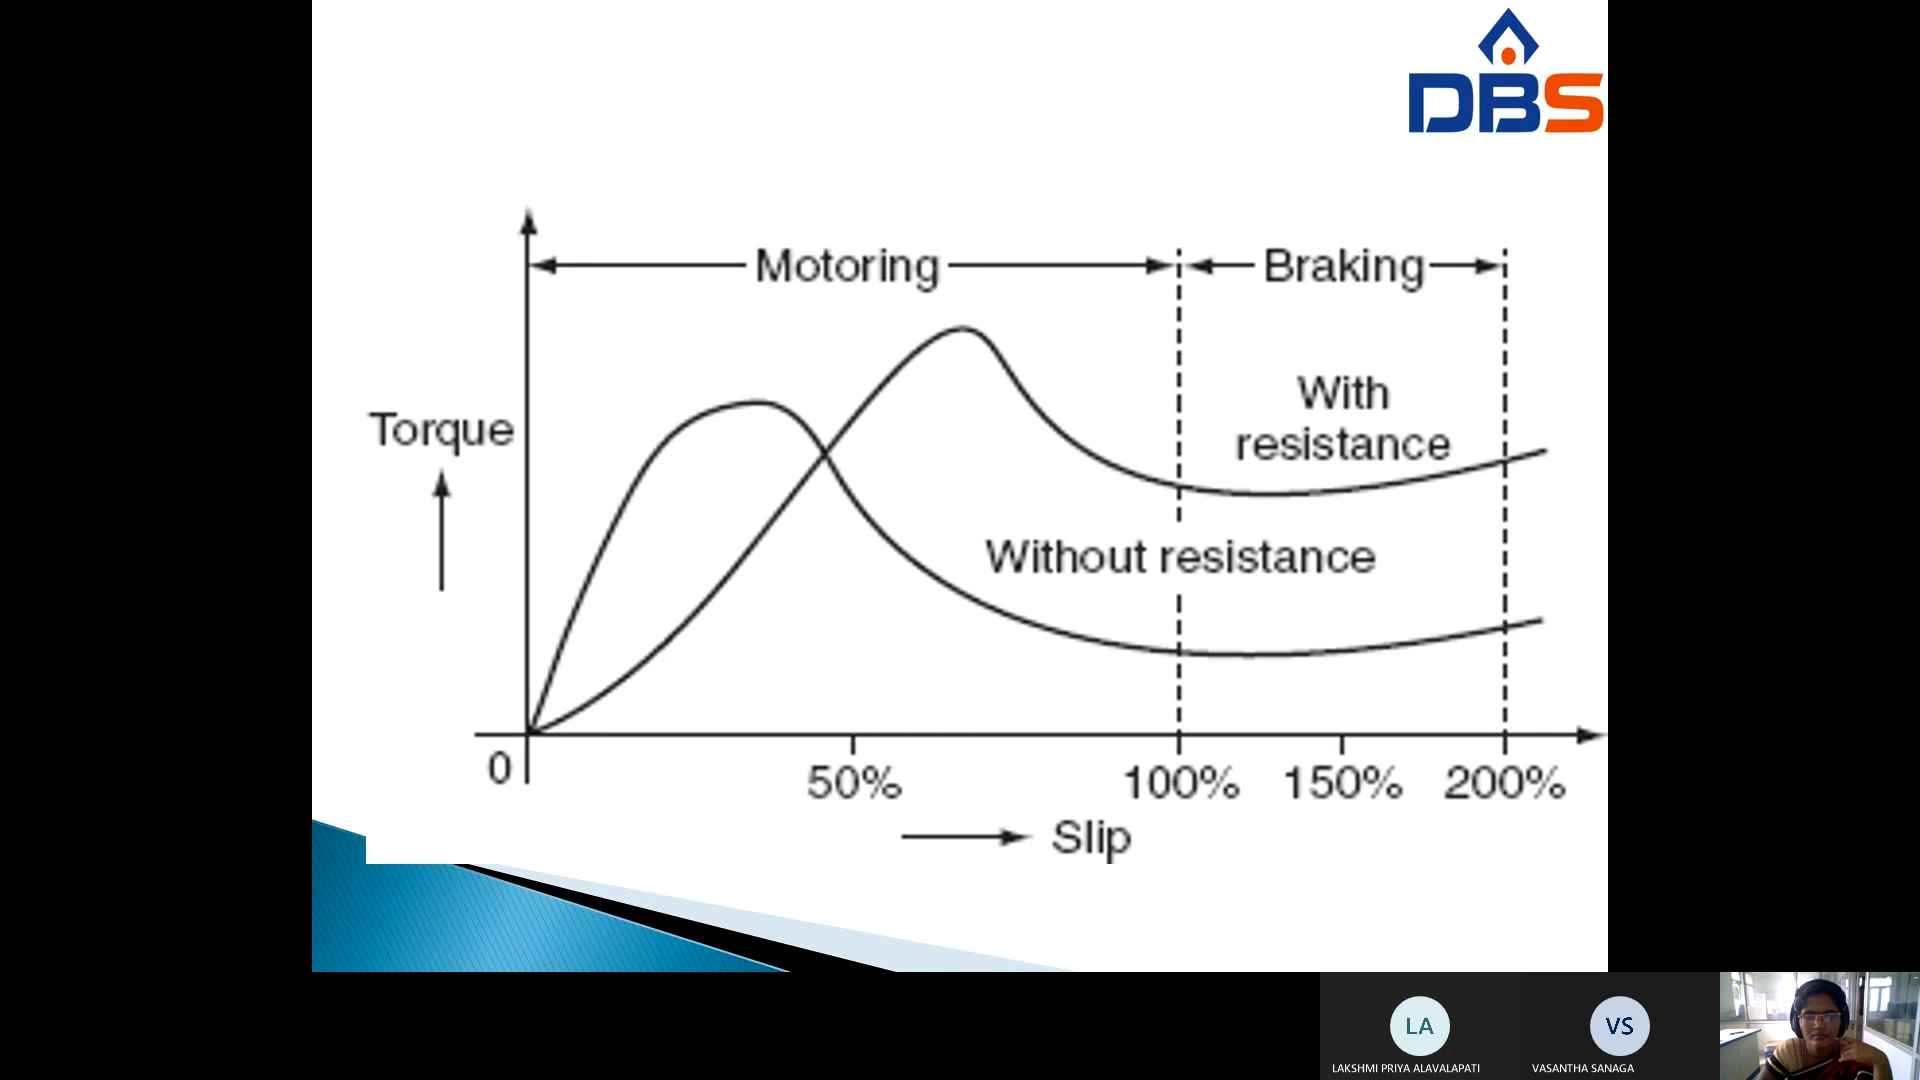 DBS
Motoring
Braking
With
resistance
Torque
Without resistance
0
50%
100%
150%
200%
Slip
LA
VS
LAKSHMI PRIYA ALAVALAPATI
VASANTHA SANAGA